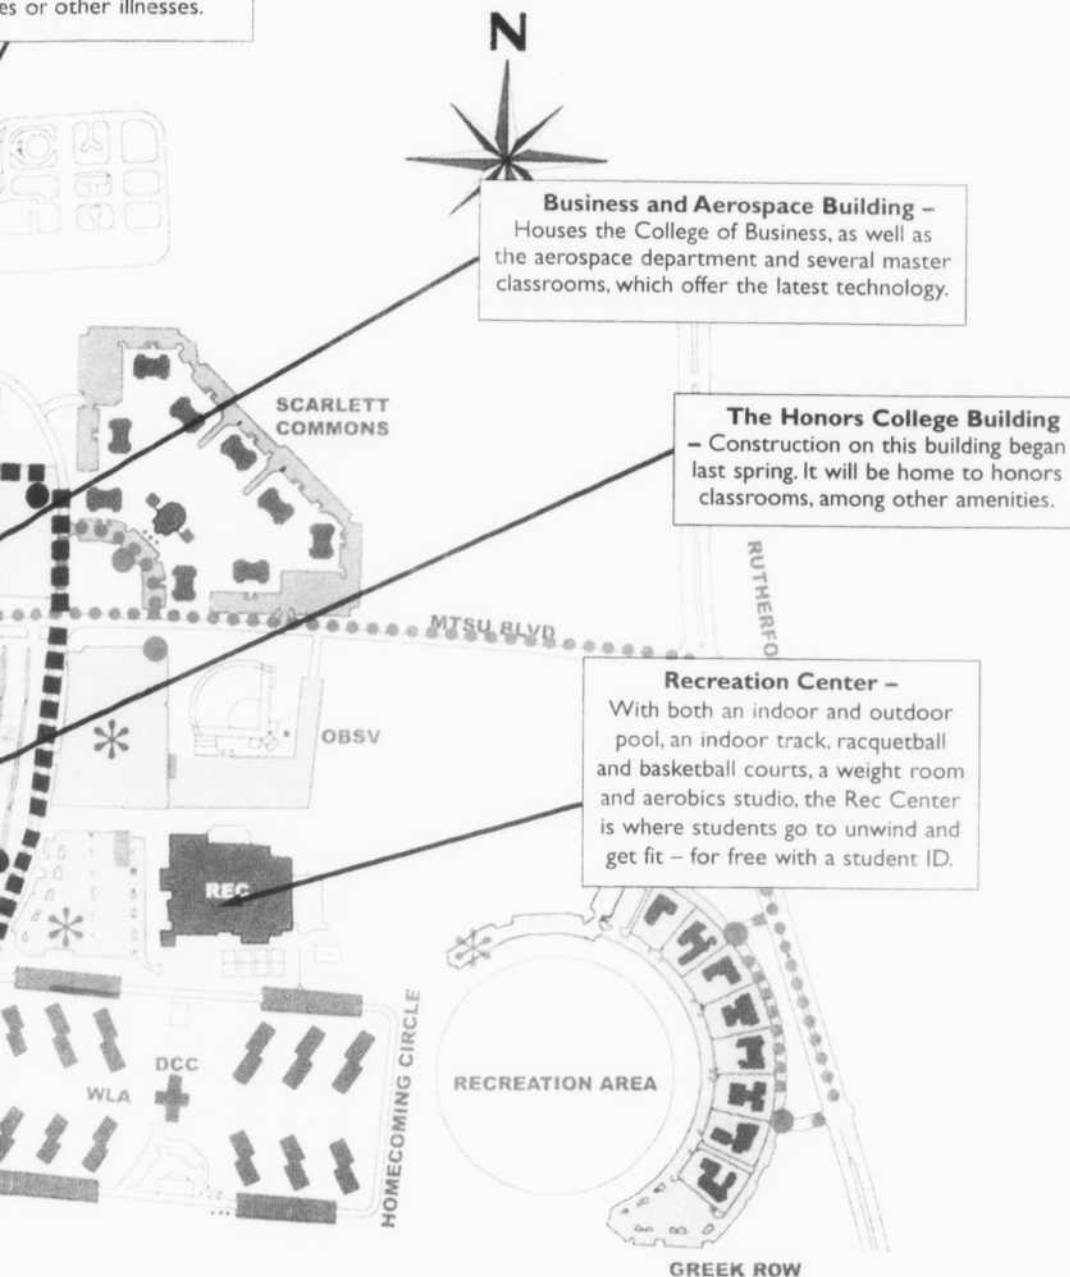 es or other illnesses.
N
Business and Aerospace Building –
Houses the College of Business, as well as
the aerospace department and several master
classrooms, which offer the latest technology.
SCARLETT
COMMONS
The Honors College Building
– Construction on this building began
last spring. It will be home to honors
classrooms, among other amenities.
RUTHERFO
MTSU BLVD
OBSV
Recreation Center –
With both an indoor and outdoor
pool, an indoor track, racquetball
and basketball courts, a weight room
and aerobics studio, the Rec Center
is where students go to unwind and
get fit – for free with a student ID.
REC
HOMECOMING CIRCLE
DCC
WLA
RECREATION AREA
GREEK ROW